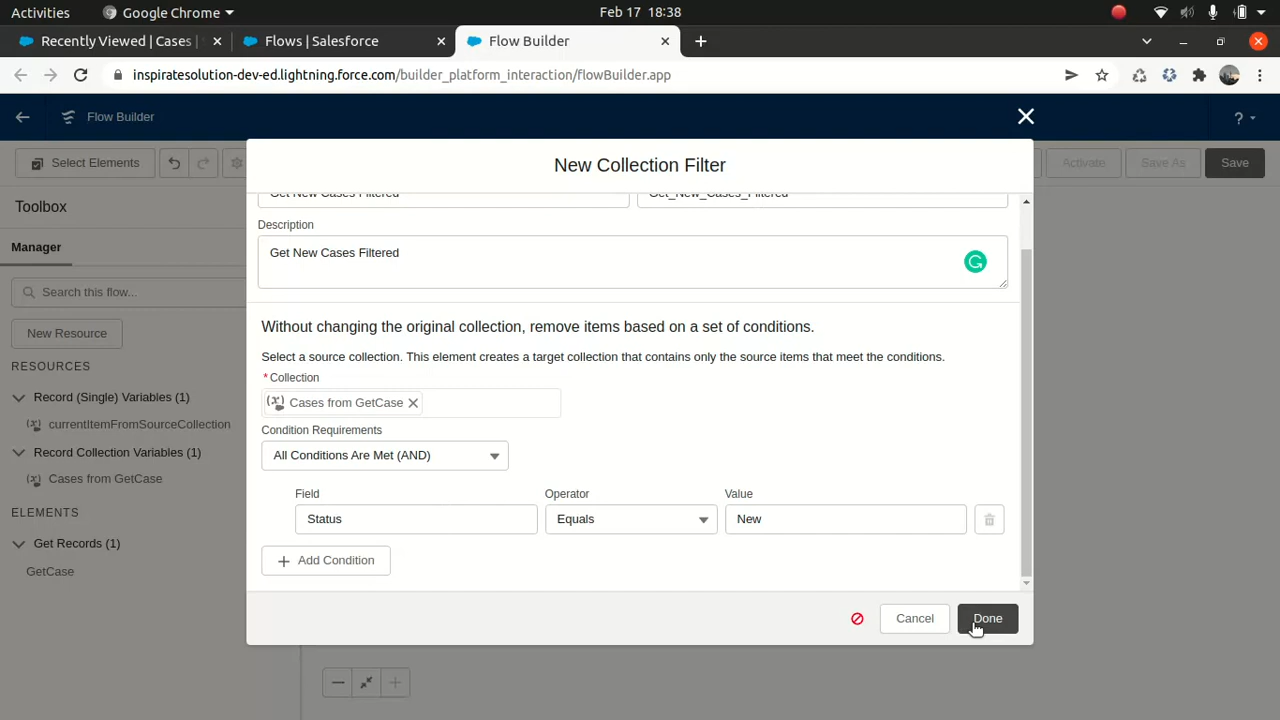 Activities
Google Chrome
Feb 17 18:38
Recently Viewed | Cases |
Flows | Salesforce
Flow Builder
inspiratesolution-dev-ed.lightning.force.com/builder_platform_interaction/flowBuilder.app
Flow Builder
?
Select Elements
Activate
Save As
Save
New Collection Filter
Toolbox
Get New Cases Filtered
Get_New_Cases_Filtered
Description
Manager
Get New Cases Filtered
Search this flow...
Without changing the original collection, remove items based on a set of conditions.
New Resource
Select a source collection. This element creates a target collection that contains only the source items that meet the conditions.
RESOURCES
* Collection
Record (Single) Variables (1)
Cases from GetCase
currentItemFromSourceCollection
Condition Requirements
Record Collection Variables (1)
All Conditions Are Met (AND)
Cases from GetCase
Field
Operator
Value
ELEMENTS
Status
Equals
New
Get Records (1)
Add Condition
GetCase
Cancel
Done